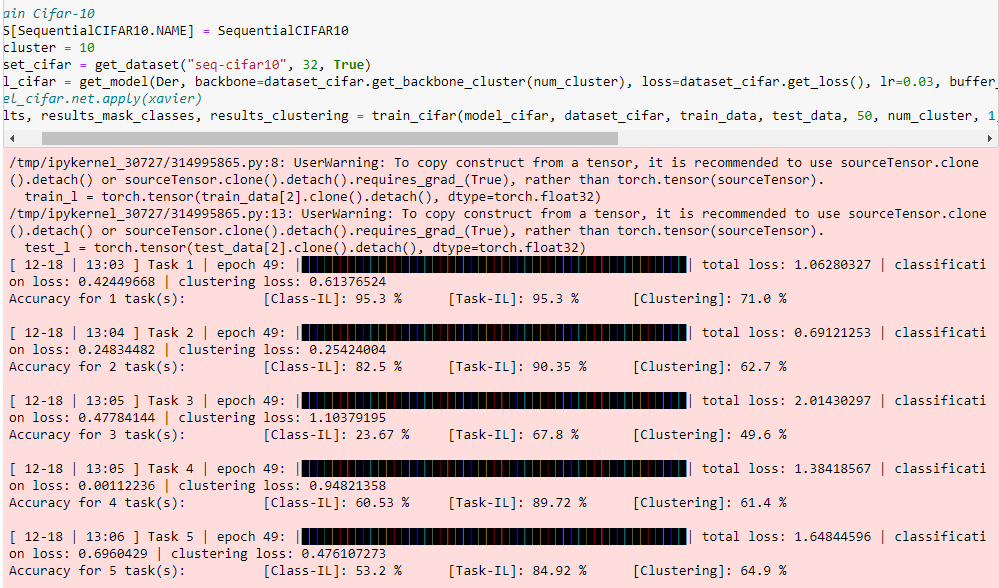 ain Cifar-10
S[SequentialCIFAR10.NAME] = SequentialCIFAR10
cluster = 10
set_cifar = get_dataset("seq-cifar10", 32, True)
l_cifar = get_model(Der, backbone=dataset_cifar.get_backbone_cluster(num_cluster), loss=dataset_cifar.get_loss(), lr=0.03, buffer_
el_cifar.net.apply(xavier)
lts, results_mask_classes, results_clustering = train_cifar(model_cifar, dataset_cifar, train_data, test_data, 50, num_cluster, 1,
/tmp/ipykernel_30727/314995865.py:8: UserWarning: To copy construct from a tensor, it is recommended to use sourceTensor.clone
().detach() or sourceTensor.clone().detach().requires_grad_(True), rather than torch.tensor(sourceTensor).
train_l = torch.tensor(train_data[2].clone().detach(), dtype=torch.float32)
/tmp/ipykernel_30727/314995865.py:13: UserWarning: To copy construct from a tensor, it is recommended to use sourceTensor.clone
().detach() or sourceTensor.clone().detach().requires_grad_(True), rather than torch.tensor(sourceTensor).
test_l = torch.tensor(test_data[2].clone().detach(), dtype=torch.float32)
[ 12-18 | 13:03 ] Task 1 | epoch 49: | | total loss: 1.06280327 | classificati
on loss: 0.42449668 | clustering loss: 0.61376524
Accuracy for 1 task(s): [Class-IL]: 95.3 % [Task-IL]: 95.3 % [Clustering]: 71.0 %
[ 12-18 | 13:04 ] Task 2 | epoch 49: | | total loss: 0.69121253 | classificati
on loss: 0.24834482 | clustering loss: 0.25424004
Accuracy for 2 task(s): [Class-IL]: 82.5 % [Task-IL]: 90.35 % [Clustering]: 62.7 %
[ 12-18 | 13:05 ] Task 3 | epoch 49: | | total loss: 2.01430297 | classificati
on loss: 0.47784144 | clustering loss: 1.10379195
Accuracy for 3 task(s): [Class-IL]: 23.67 % [Task-IL]: 67.8 % [Clustering]: 49.6 %
[ 12-18 | 13:05 ] Task 4 | epoch 49: | | total loss: 1.38418567 | classificati
on loss: 0.00112236 | clustering loss: 0.94821358
Accuracy for 4 task(s): [Class-IL]: 60.53 % [Task-IL]: 89.72 % [Clustering]: 61.4 %
[ 12-18 | 13:06 ] Task 5 | epoch 49: | | total loss: 1.64844596 | classificati
on loss: 0.6960429 | clustering loss: 0.476107273
Accuracy for 5 task(s): [Class-IL]: 53.2 % [Task-IL]: 84.92 % [Clustering]: 64.9 %